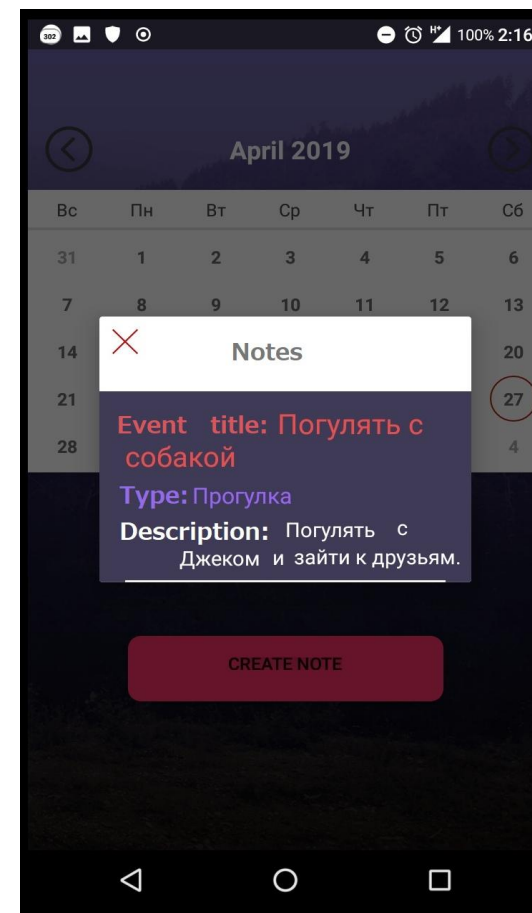 302 100% 2:16
April 2019
Вс Пн Вт Ср Чт Пт Сб
31 1 2 3 4 5 6
7 8 9 10 11 12 13
14 20
21 27
28 4
Notes
Event title: Погулять с
собакой
Type: Прогулка
Description: Погулять с
Джеком и зайти к друзьям.
CREATE NOTE